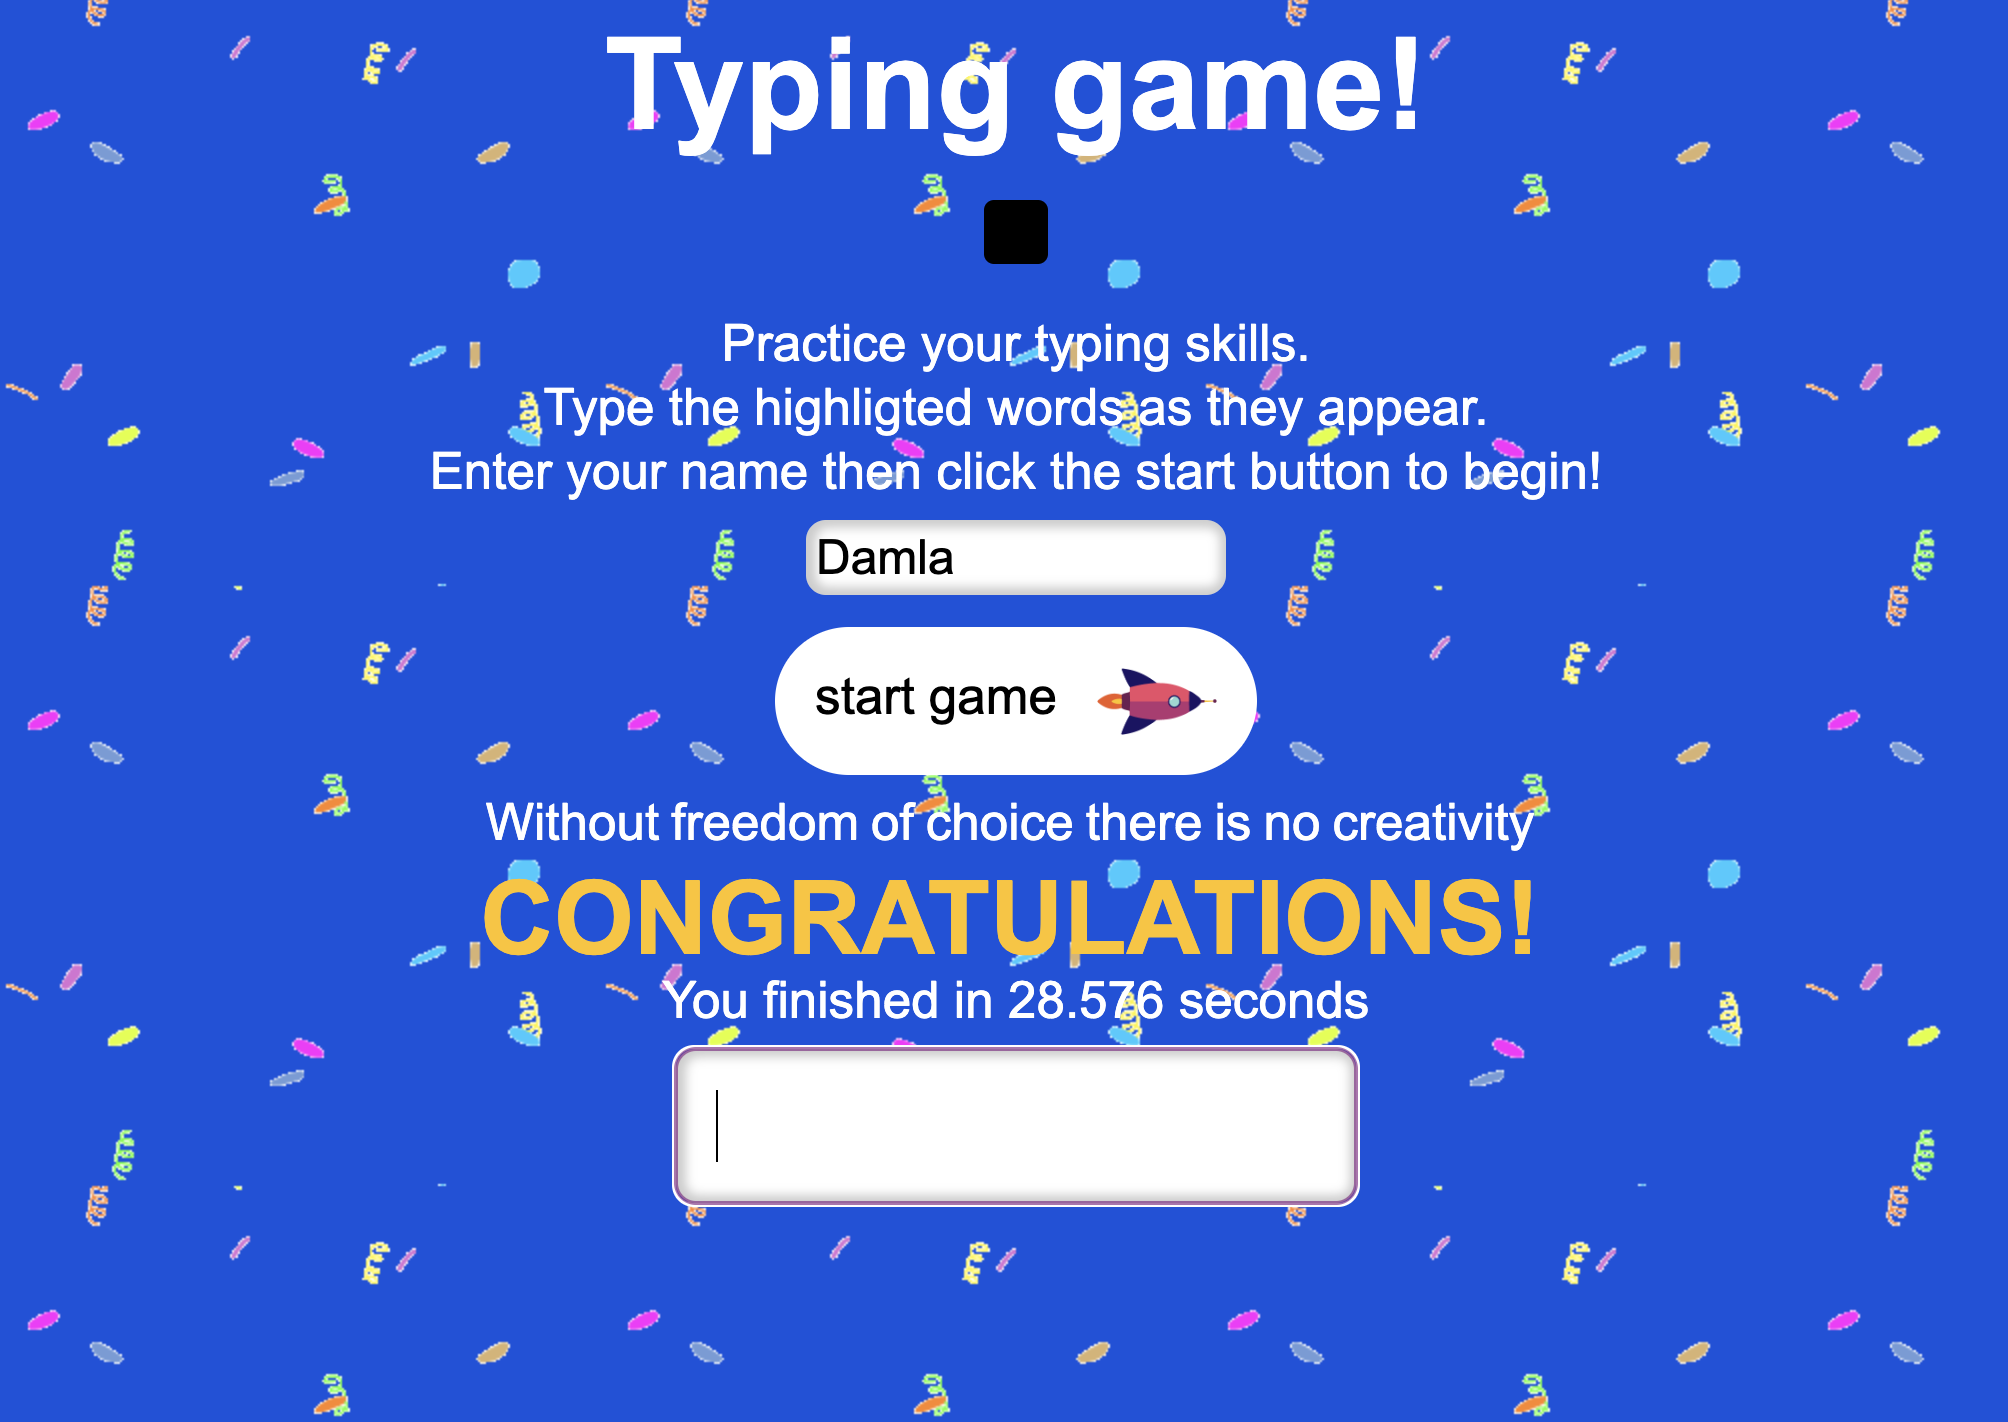 Typing game!
Practice your typing skills.
Type the highligted words as they appear.
Enter your name then click the start button to begin!
Damla
start game
Without freedom of choice there is no creativity
CONGRATULATIONS!
You finished in 28.576 seconds